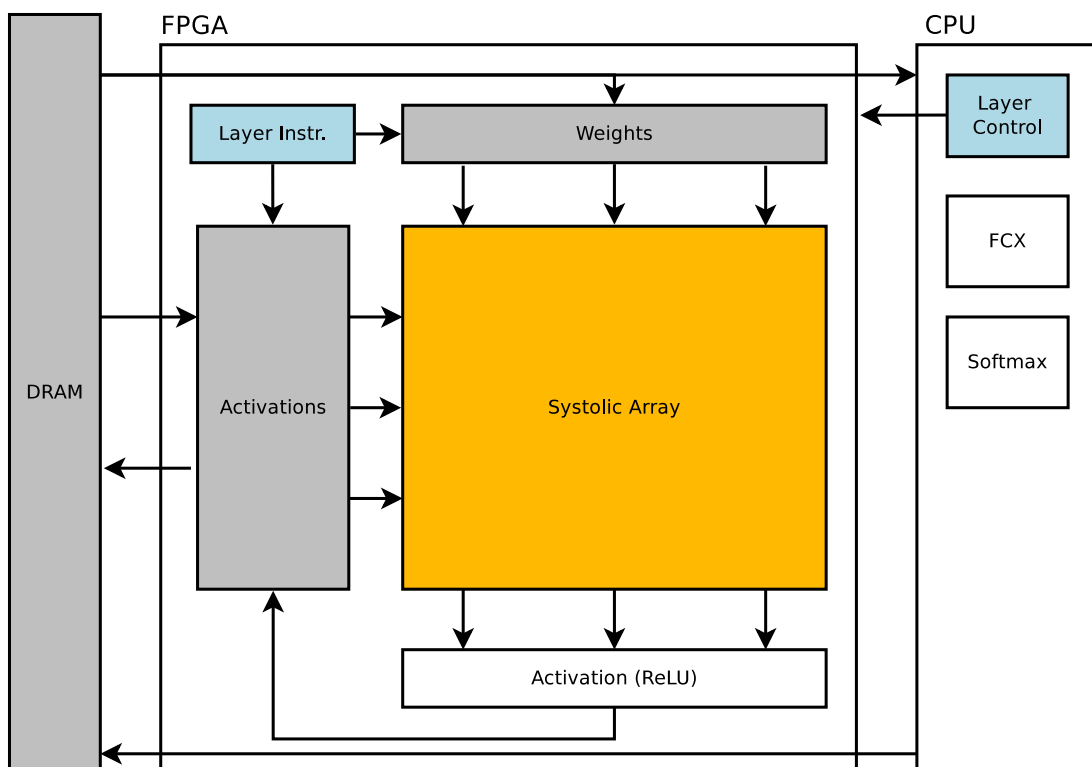 FPGA
CPU
Layer Instr.
Weights
Layer
Control
FCX
Softmax
DRAM
Activations
Systolic Array
Activation (ReLU)